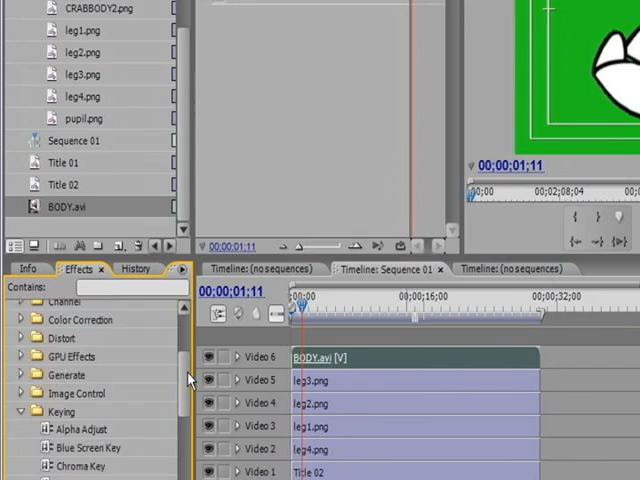 CRABBODY2.png
leg1.png
leg2.png
leg3.png
leg4.png
pupil.png
Sequence 01
Title 01
Title 02
BODY.avi
00;00;01;11
00;00;01;11
;00;00
00;02;08;04
00;
Info
Effects x
History
Contains:
Channel
Color Correction
Distort
GPU Effects
Generate
Image Control
Keying
Alpha Adjust
Blue Screen Key
Chroma Key
Timeline: (no sequences)
Timeline: Sequence 01 x
Timeline: (no sequences)
00;00;01;11
;00;00
00;00;16;00
00;00;32;00
Video 6
BODY.avi [V]
Video 5
leg3.png
Video 4
leg2.png
Video 3
leg1.png
Video 2
leg4.png
Video 1
Title 02